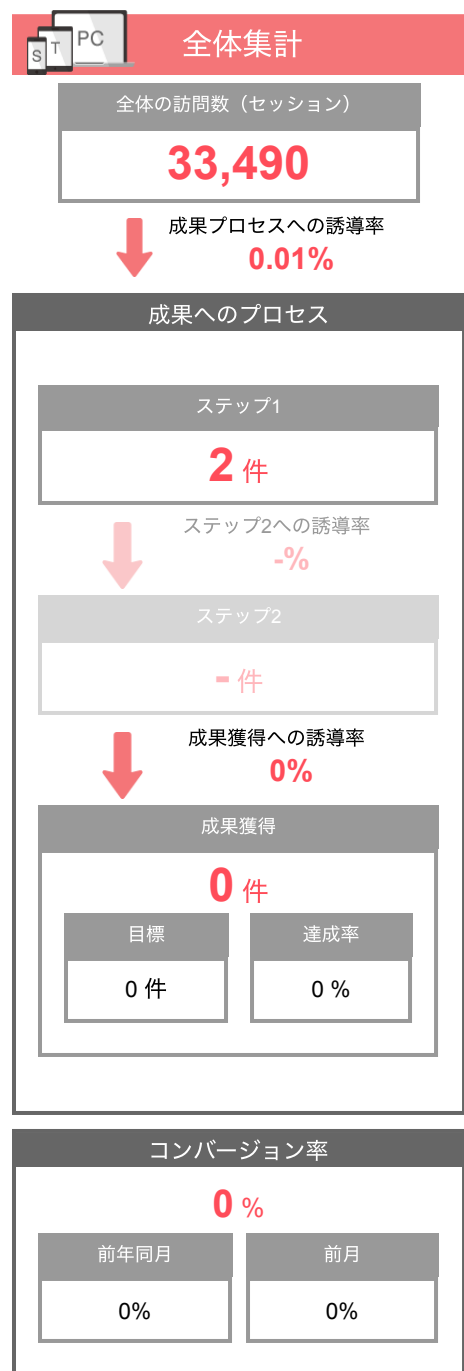 S T PC 全体集計
全体の訪問数（セッション）
33,490
成果プロセスへの誘導率
0.01%
成果へのプロセス
ステップ1
2 件
ステップ2への誘導率
-%
ステップ2
- 件
成果獲得への誘導率
0%
成果獲得
0 件
目標 達成率
0 件 0 %
コンバージョン率
0 %
前年同月 前月
0% 0%